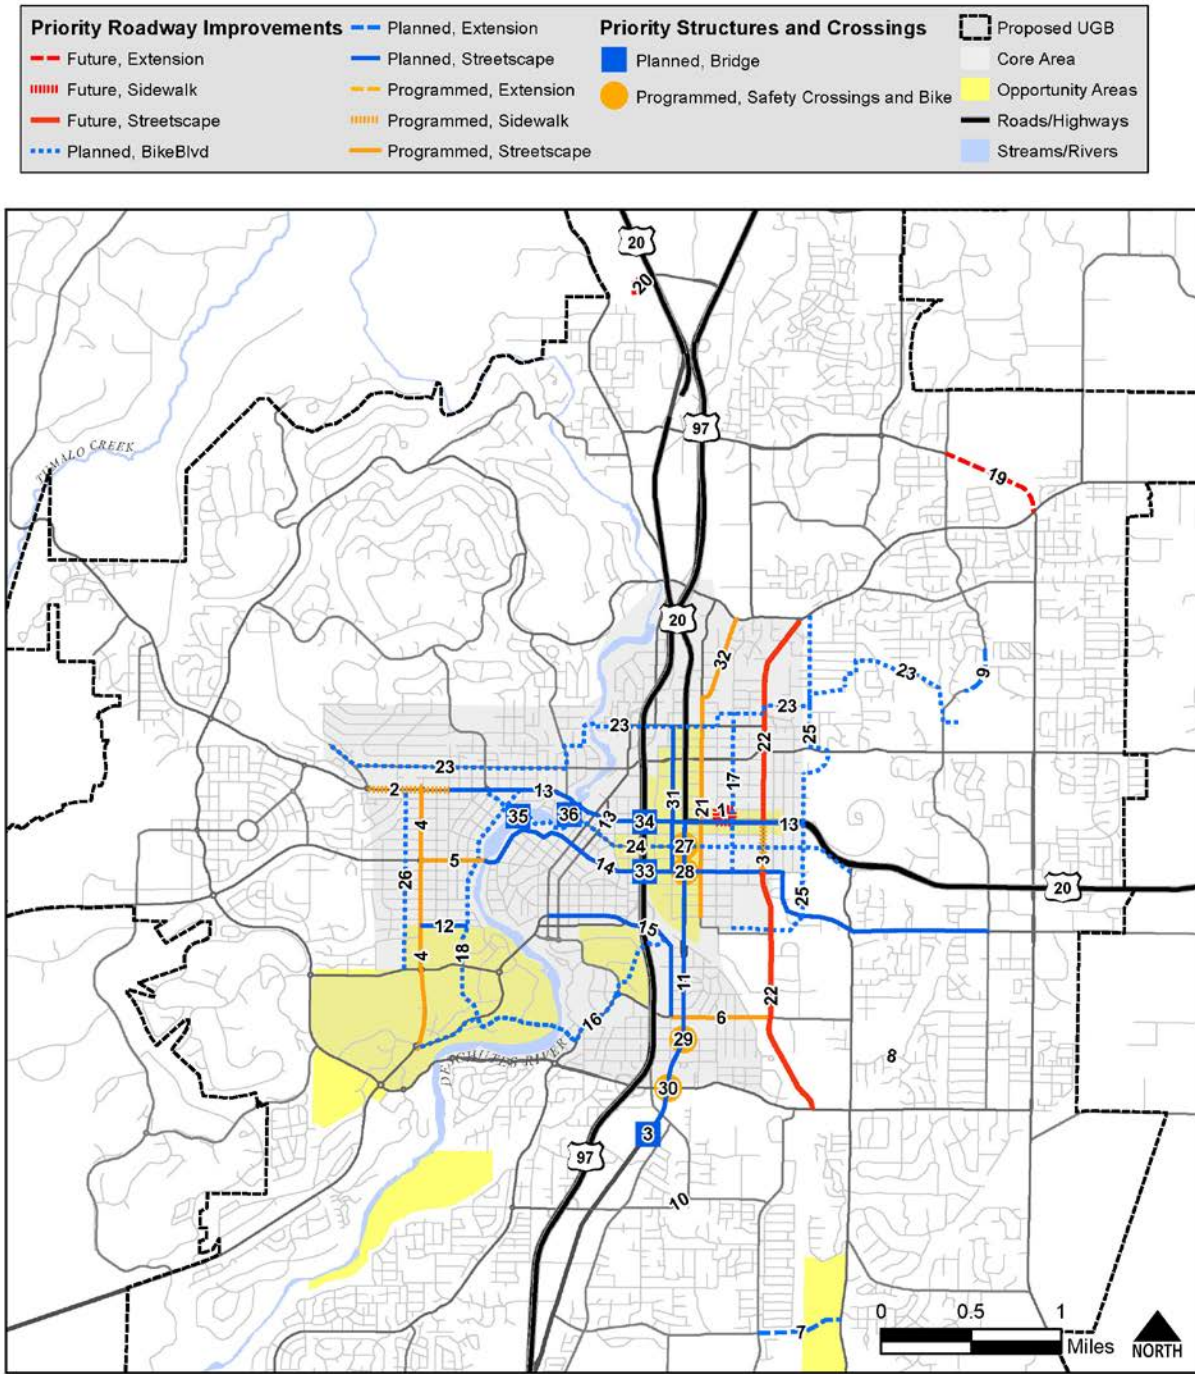 Priority Roadway Improvements
Future, Extension
Future, Sidewalk
Future, Streetscape
Planned, BikeBlvd
Planned, Extension
Planned, Streetscape
Programmed, Extension
Programmed, Sidewalk
Programmed, Streetscape
Priority Structures and Crossings
Planned, Bridge
Programmed, Safety Crossings and Bike
Proposed UGB
Core Area
Opportunity Areas
Roads/Highways
Streams/Rivers
20
20
97
TUMALO CREEK
19
20
32
23
9
23
23
22
25
23
2
13
31
17
4
35
36
13
34
21
1
13
24
27
5
14
33
28
3
26
25
12
15
18
4
11
22
16
6
DESCHUTES RIVER
29
8
30
3
97
10
20
7
0 0.5 1
Miles
NORTH